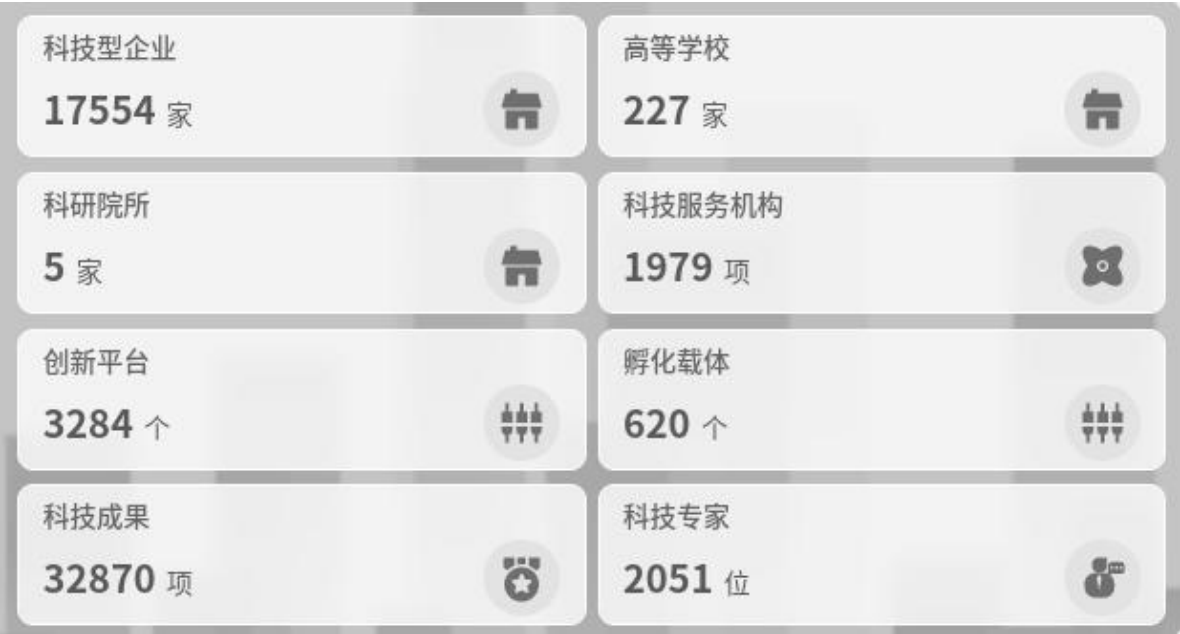 科技型企业
17554 家
高等学校
227 家
科研院所
5 家
科技服务机构
1979 项
创新平台
3284 个
孵化载体
620 个
科技成果
32870 项
科技专家
2051 位